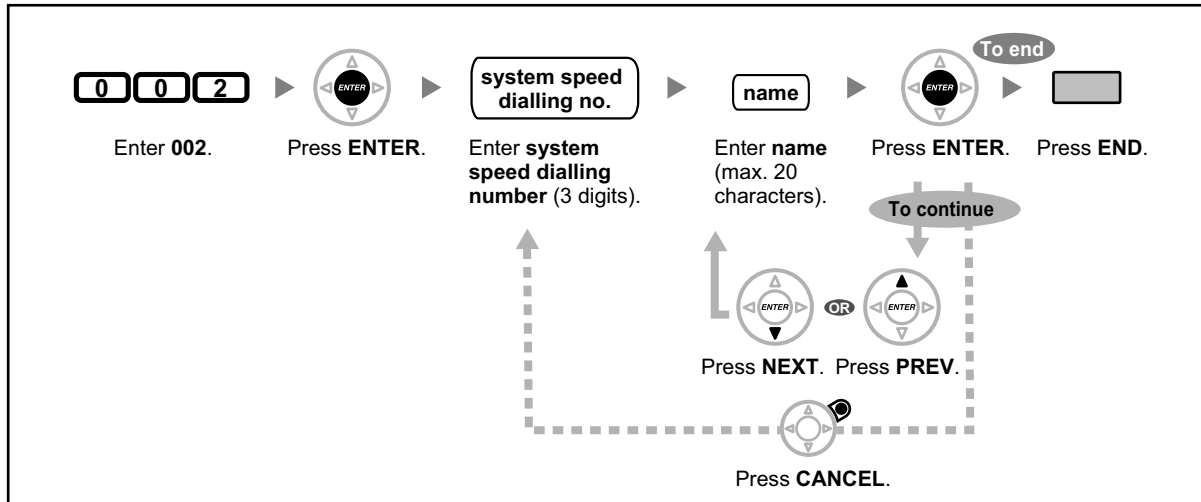 To end
0 0 2
ENTER
system speed
dialling no.
name
ENTER
Enter 002.
Press ENTER.
Enter system
speed dialling
number (3 digits).
Enter name
(max. 20
characters).
Press ENTER.
Press END.
To continue
ENTER
OR
ENTER
Press NEXT.
Press PREV.
Press CANCEL.